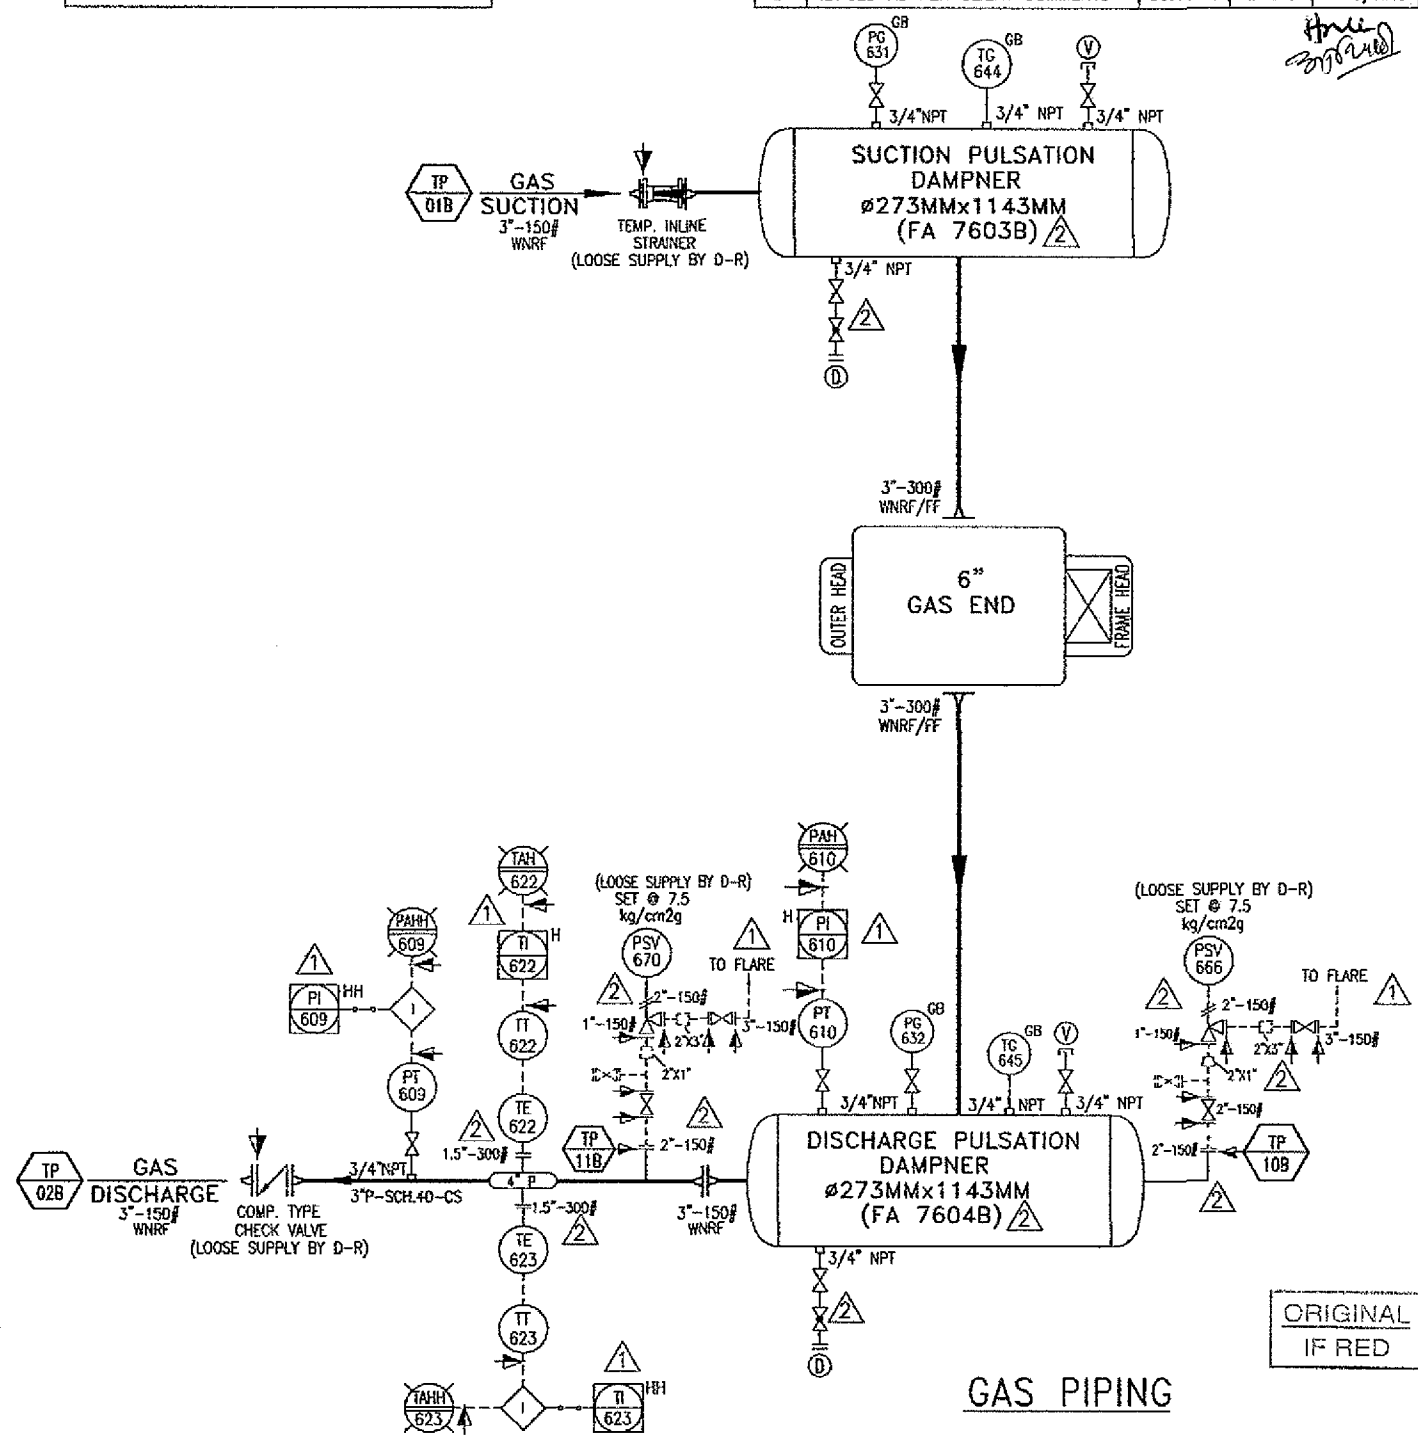 PG
631
GB
TG
644
GB
V
3/4"NPT
3/4" NPT
3/4" NPT
SUCTION PULSATION
DAMPNER
ø273MMx1143MM
(FA 7603B)
2
TP
01B
GAS
SUCTION
3"-150#
WNRF
TEMP. INLINE
STRAINER
(LOOSE SUPPLY BY D-R)
3/4" NPT
2
D
3"-300#
WNRF/FF
OUTER HEAD
6"
GAS END
FRAME HEAD
3"-300#
WNRF/FF
PAH
610
H
PI
610
1
PT
610
TAH
622
1
TI
622
H
TT
622
TE
622
2
1.5"-300#
(LOOSE SUPPLY BY D-R)
SET @ 7.5
kg/cm2g
PSV
670
1
TO FLARE
2
2"-150#
1"-150#
2"X3"
3"-150#
2"X1"
2
2"-150#
TP
11B
PAHH
609
1
PI
609
HH
I
PT
609
3/4"NPT
3"P-SCH.40-CS
4" P
PG
632
GB
TG
645
GB
V
3/4"NPT
3/4" NPT
3/4" NPT
(LOOSE SUPPLY BY D-R)
SET @ 7.5
kg/cm2g
PSV
666
TO FLARE
1
2
2"-150#
1"-150#
2"X3"
3"-150#
2"X1"
2
2"-150#
2"-150#
TP
10B
2
DISCHARGE PULSATION
DAMPNER
ø273MMx1143MM
(FA 7604B)
2
TP
02B
GAS
DISCHARGE
3"-150#
WNRF
COMP. TYPE
CHECK VALVE
(LOOSE SUPPLY BY D-R)
1.5"-300#
2
3"-150#
WNRF
TE
623
TT
623
TAHH
623
I
TI
623
HH
1
3/4" NPT
2
D
ORIGINAL
IF RED
GAS PIPING